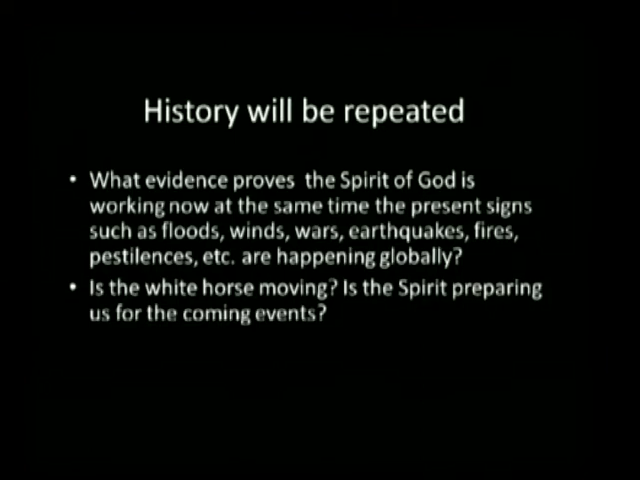 History will be repeated
• What evidence proves  the Spirit of God is
working now at the same time the present signs
such as floods, winds, wars, earthquakes, fires,
pestilences, etc. are happening globally?
• Is the white horse moving? Is the Spirit preparing
us for the coming events?